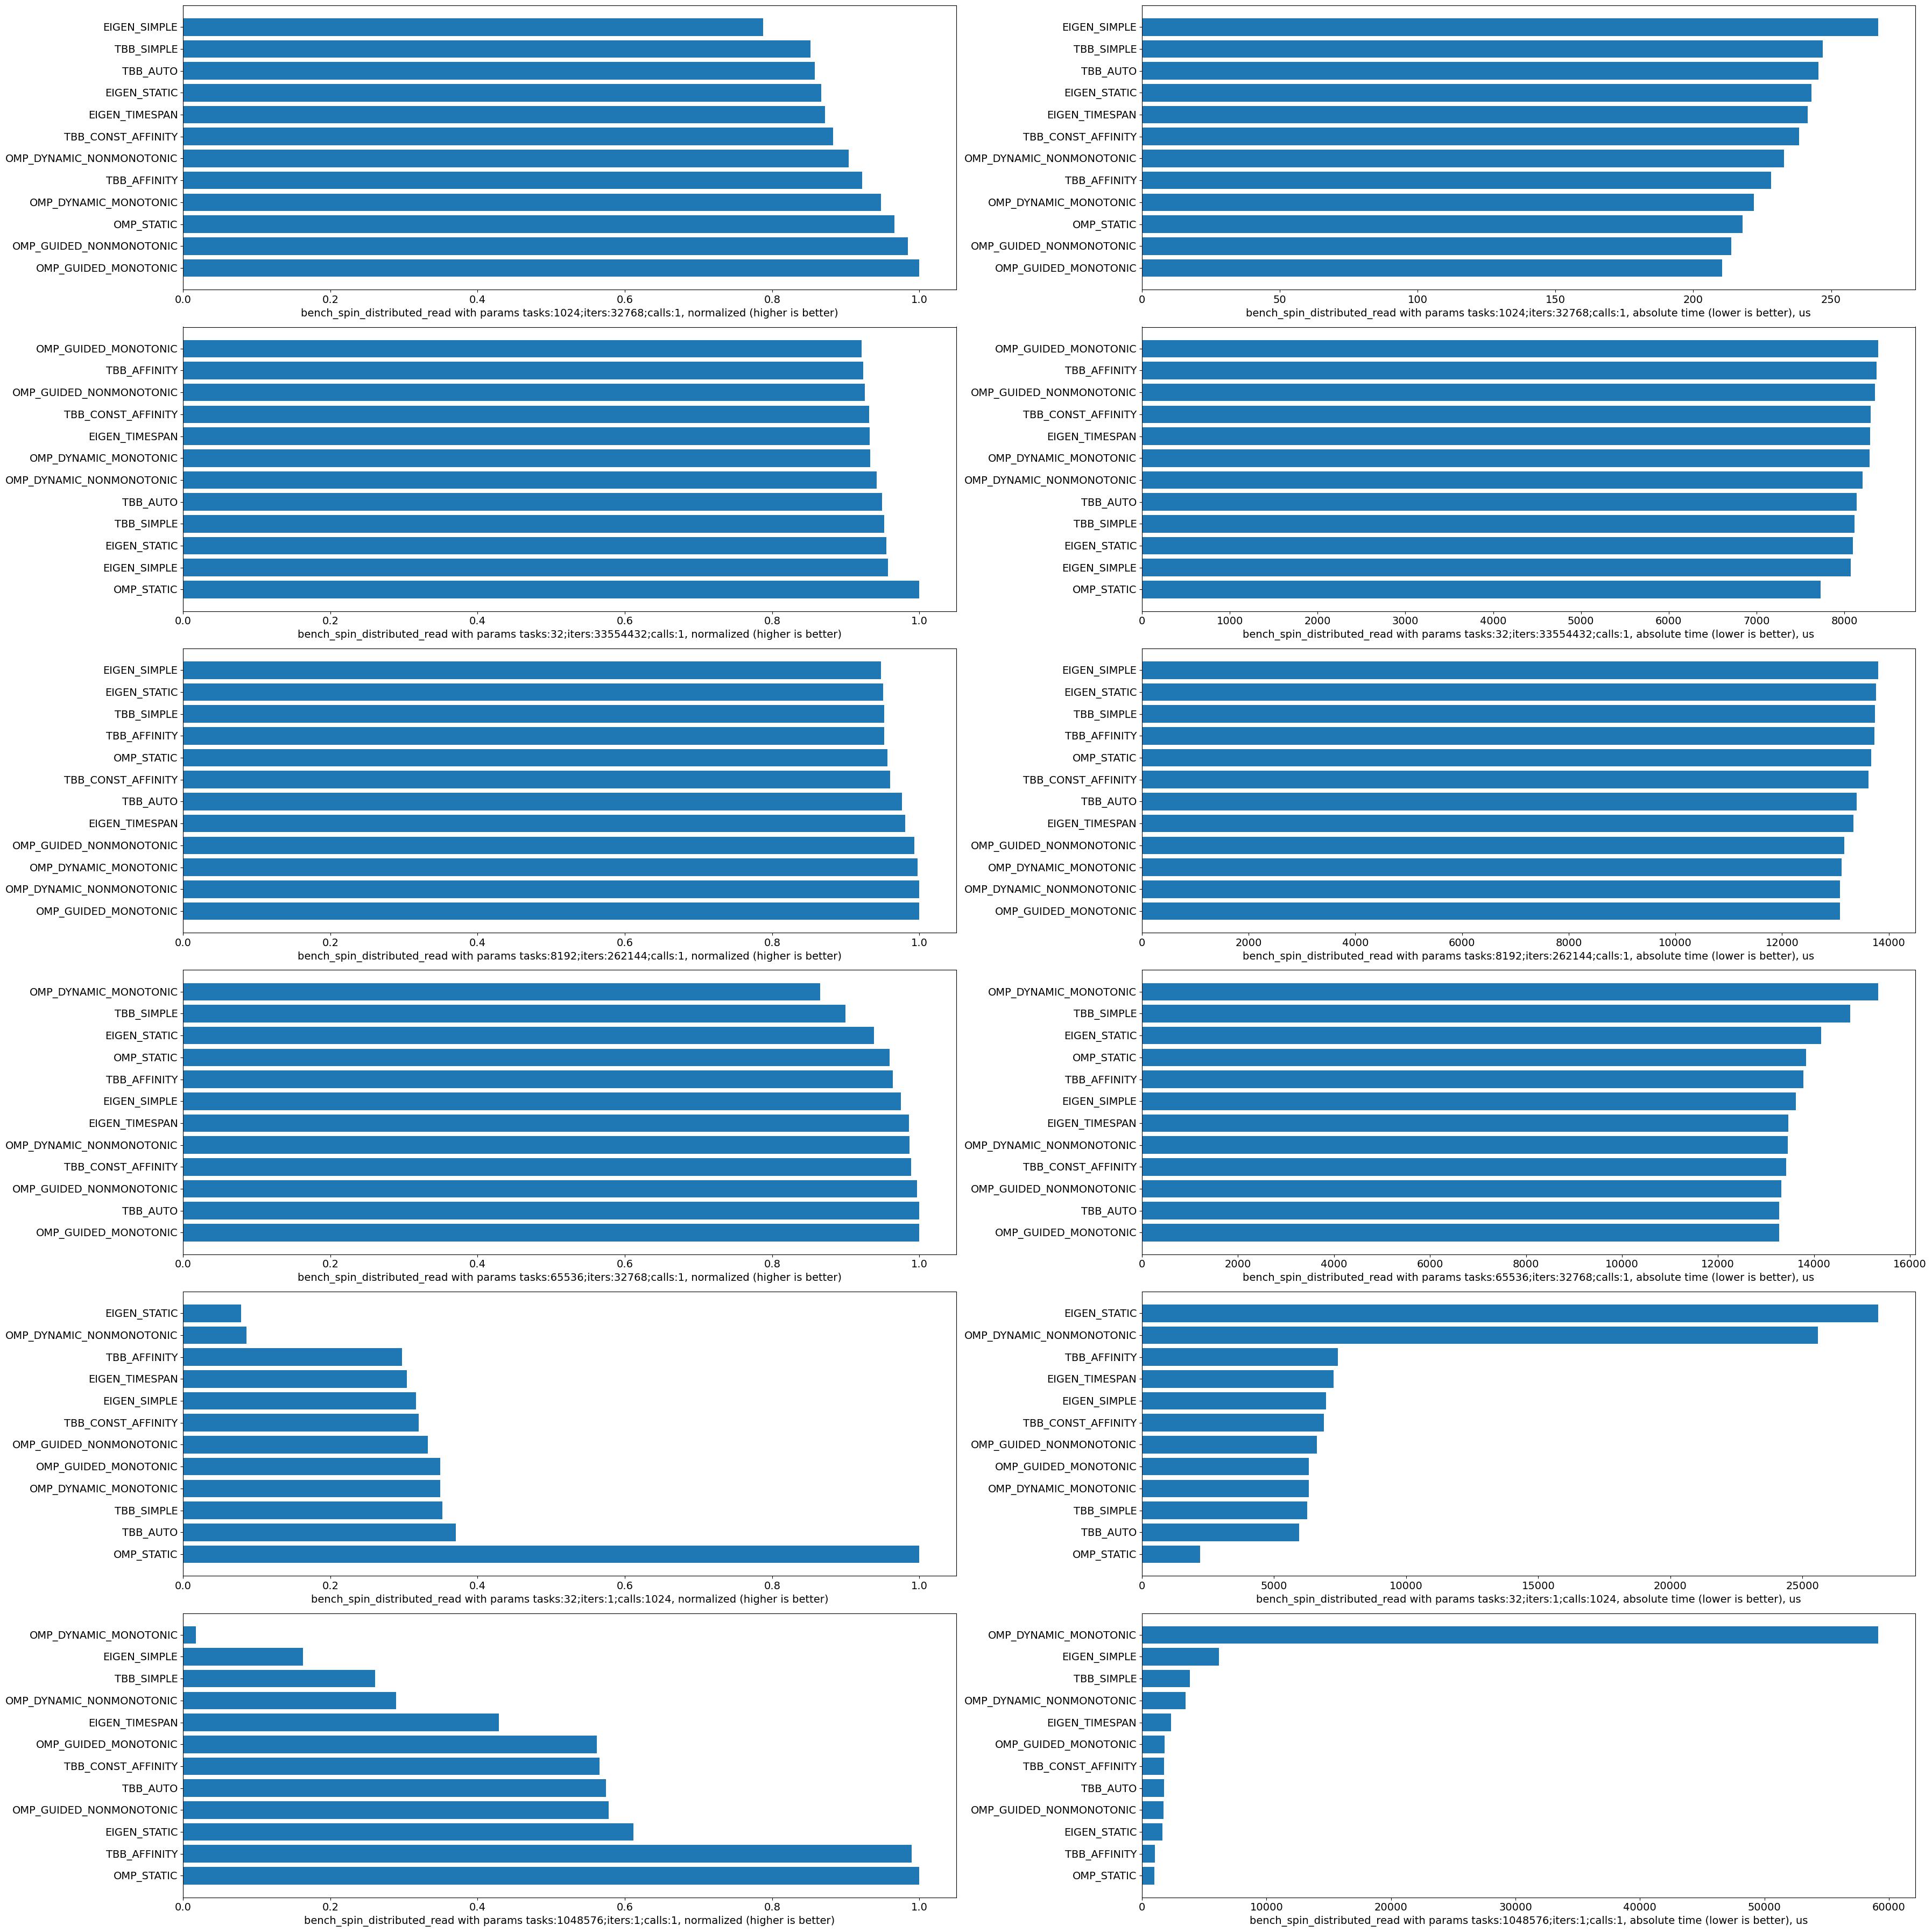 EIGEN_SIMPLE
TBB_SIMPLE
TBB_AUTO
EIGEN_STATIC
EIGEN_TIMESPAN
TBB_CONST_AFFINITY
OMP_DYNAMIC_NONMONOTONIC
TBB_AFFINITY
OMP_DYNAMIC_MONOTONIC
OMP_STATIC
OMP_GUIDED_NONMONOTONIC
OMP_GUIDED_MONOTONIC
0.0 0.2 0.4 0.6 0.8 1.0
bench_spin_distributed_read with params tasks:1024;iters:32768;calls:1, normalized (higher is better)
EIGEN_SIMPLE
TBB_SIMPLE
TBB_AUTO
EIGEN_STATIC
EIGEN_TIMESPAN
TBB_CONST_AFFINITY
OMP_DYNAMIC_NONMONOTONIC
TBB_AFFINITY
OMP_DYNAMIC_MONOTONIC
OMP_STATIC
OMP_GUIDED_NONMONOTONIC
OMP_GUIDED_MONOTONIC
0 50 100 150 200 250
bench_spin_distributed_read with params tasks:1024;iters:32768;calls:1, absolute time (lower is better), us
OMP_GUIDED_MONOTONIC
TBB_AFFINITY
OMP_GUIDED_NONMONOTONIC
TBB_CONST_AFFINITY
EIGEN_TIMESPAN
OMP_DYNAMIC_MONOTONIC
OMP_DYNAMIC_NONMONOTONIC
TBB_AUTO
TBB_SIMPLE
EIGEN_STATIC
EIGEN_SIMPLE
OMP_STATIC
0.0 0.2 0.4 0.6 0.8 1.0
bench_spin_distributed_read with params tasks:32;iters:33554432;calls:1, normalized (higher is better)
OMP_GUIDED_MONOTONIC
TBB_AFFINITY
OMP_GUIDED_NONMONOTONIC
TBB_CONST_AFFINITY
EIGEN_TIMESPAN
OMP_DYNAMIC_MONOTONIC
OMP_DYNAMIC_NONMONOTONIC
TBB_AUTO
TBB_SIMPLE
EIGEN_STATIC
EIGEN_SIMPLE
OMP_STATIC
0 1000 2000 3000 4000 5000 6000 7000 8000
bench_spin_distributed_read with params tasks:32;iters:33554432;calls:1, absolute time (lower is better), us
EIGEN_SIMPLE
EIGEN_STATIC
TBB_SIMPLE
TBB_AFFINITY
OMP_STATIC
TBB_CONST_AFFINITY
TBB_AUTO
EIGEN_TIMESPAN
OMP_GUIDED_NONMONOTONIC
OMP_DYNAMIC_MONOTONIC
OMP_DYNAMIC_NONMONOTONIC
OMP_GUIDED_MONOTONIC
0.0 0.2 0.4 0.6 0.8 1.0
bench_spin_distributed_read with params tasks:8192;iters:262144;calls:1, normalized (higher is better)
EIGEN_SIMPLE
EIGEN_STATIC
TBB_SIMPLE
TBB_AFFINITY
OMP_STATIC
TBB_CONST_AFFINITY
TBB_AUTO
EIGEN_TIMESPAN
OMP_GUIDED_NONMONOTONIC
OMP_DYNAMIC_MONOTONIC
OMP_DYNAMIC_NONMONOTONIC
OMP_GUIDED_MONOTONIC
0 2000 4000 6000 8000 10000 12000 14000
bench_spin_distributed_read with params tasks:8192;iters:262144;calls:1, absolute time (lower is better), us
OMP_DYNAMIC_MONOTONIC
TBB_SIMPLE
EIGEN_STATIC
OMP_STATIC
TBB_AFFINITY
EIGEN_SIMPLE
EIGEN_TIMESPAN
OMP_DYNAMIC_NONMONOTONIC
TBB_CONST_AFFINITY
OMP_GUIDED_NONMONOTONIC
TBB_AUTO
OMP_GUIDED_MONOTONIC
0.0 0.2 0.4 0.6 0.8 1.0
bench_spin_distributed_read with params tasks:65536;iters:32768;calls:1, normalized (higher is better)
OMP_DYNAMIC_MONOTONIC
TBB_SIMPLE
EIGEN_STATIC
OMP_STATIC
TBB_AFFINITY
EIGEN_SIMPLE
EIGEN_TIMESPAN
OMP_DYNAMIC_NONMONOTONIC
TBB_CONST_AFFINITY
OMP_GUIDED_NONMONOTONIC
TBB_AUTO
OMP_GUIDED_MONOTONIC
0 2000 4000 6000 8000 10000 12000 14000 16000
bench_spin_distributed_read with params tasks:65536;iters:32768;calls:1, absolute time (lower is better), us
EIGEN_STATIC
OMP_DYNAMIC_NONMONOTONIC
TBB_AFFINITY
EIGEN_TIMESPAN
EIGEN_SIMPLE
TBB_CONST_AFFINITY
OMP_GUIDED_NONMONOTONIC
OMP_GUIDED_MONOTONIC
OMP_DYNAMIC_MONOTONIC
TBB_SIMPLE
TBB_AUTO
OMP_STATIC
0.0 0.2 0.4 0.6 0.8 1.0
bench_spin_distributed_read with params tasks:32;iters:1;calls:1024, normalized (higher is better)
EIGEN_STATIC
OMP_DYNAMIC_NONMONOTONIC
TBB_AFFINITY
EIGEN_TIMESPAN
EIGEN_SIMPLE
TBB_CONST_AFFINITY
OMP_GUIDED_NONMONOTONIC
OMP_GUIDED_MONOTONIC
OMP_DYNAMIC_MONOTONIC
TBB_SIMPLE
TBB_AUTO
OMP_STATIC
0 5000 10000 15000 20000 25000
bench_spin_distributed_read with params tasks:32;iters:1;calls:1024, absolute time (lower is better), us
OMP_DYNAMIC_MONOTONIC
EIGEN_SIMPLE
TBB_SIMPLE
OMP_DYNAMIC_NONMONOTONIC
EIGEN_TIMESPAN
OMP_GUIDED_MONOTONIC
TBB_CONST_AFFINITY
TBB_AUTO
OMP_GUIDED_NONMONOTONIC
EIGEN_STATIC
TBB_AFFINITY
OMP_STATIC
0.0 0.2 0.4 0.6 0.8 1.0
bench_spin_distributed_read with params tasks:1048576;iters:1;calls:1, normalized (higher is better)
OMP_DYNAMIC_MONOTONIC
EIGEN_SIMPLE
TBB_SIMPLE
OMP_DYNAMIC_NONMONOTONIC
EIGEN_TIMESPAN
OMP_GUIDED_MONOTONIC
TBB_CONST_AFFINITY
TBB_AUTO
OMP_GUIDED_NONMONOTONIC
EIGEN_STATIC
TBB_AFFINITY
OMP_STATIC
0 10000 20000 30000 40000 50000 60000
bench_spin_distributed_read with params tasks:1048576;iters:1;calls:1, absolute time (lower is better), us